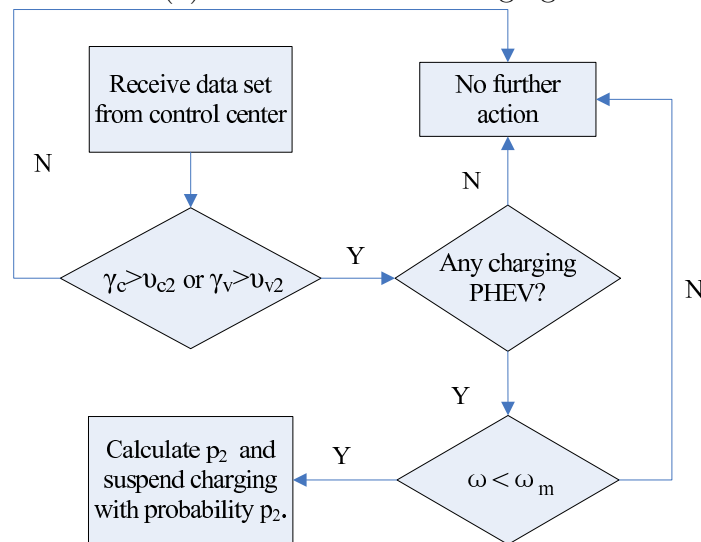 Receive data set
from control center
No further
action
N
N
γc>υc2 or γv>υv2
Y
Any charging
PHEV?
N
Y
Calculate p2 and
suspend charging
with probability p2.
Y
ω < ω m